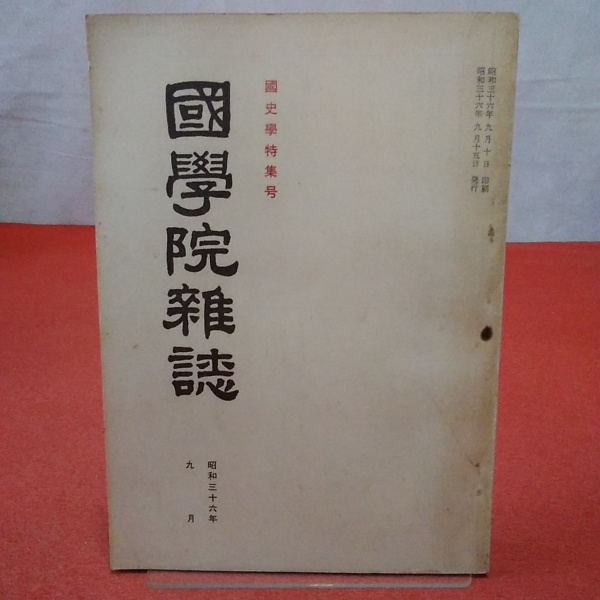 昭和三十六年九月十日 印刷
昭和三十六年九月十五日 発行
國史學特集号
國學院雜誌
昭和三十六年
九月